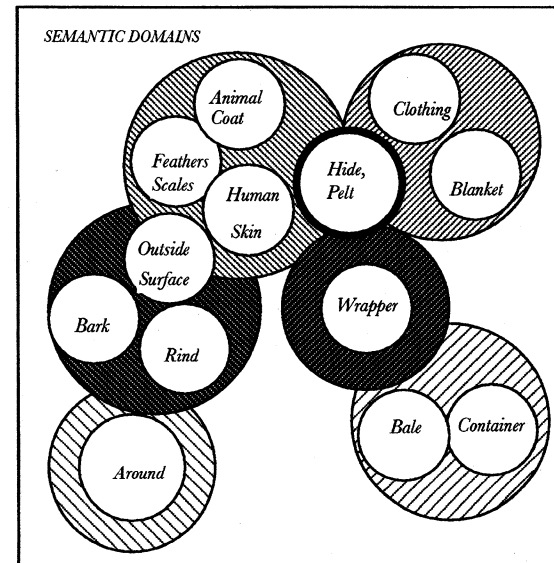 SEMANTIC DOMAINS
Animal
Coat
Clothing
Feathers
Scales
Hide,
Pelt
Blanket
Human
Skin
Outside
Surface
Wrapper
Bark
Rind
Bale
Container
Around